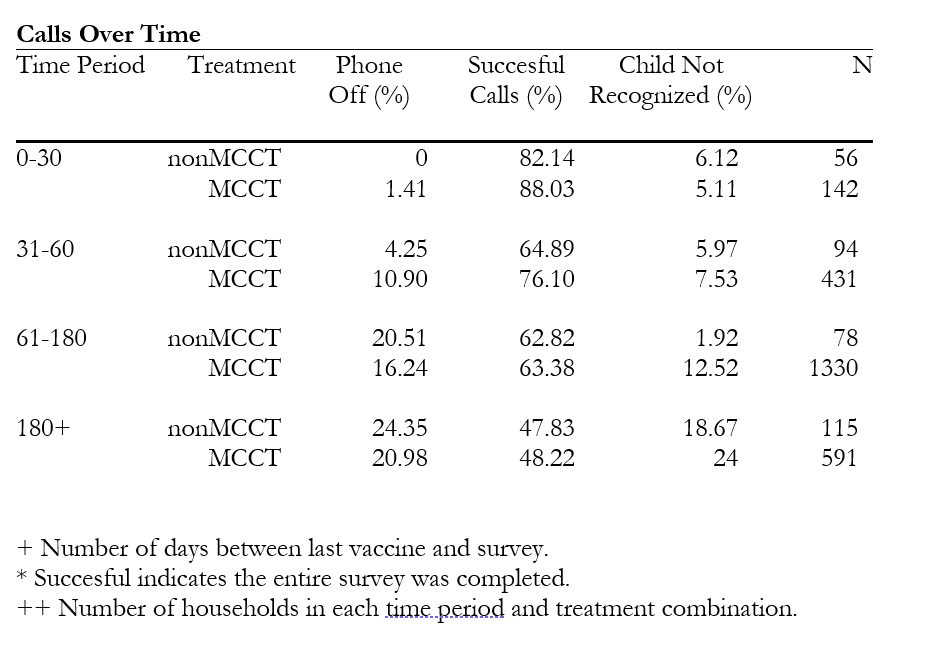 Calls Over Time
Time Period Treatment Phone Succesful Child Not N
Off (%) Calls (%) Recognized (%)
0-30 nonMCCT 0 82.14 6.12 56
MCCT 1.41 88.03 5.11 142
31-60 nonMCCT 4.25 64.89 5.97 94
MCCT 10.90 76.10 7.53 431
61-180 nonMCCT 20.51 62.82 1.92 78
MCCT 16.24 63.38 12.52 1330
180+ nonMCCT 24.35 47.83 18.67 115
MCCT 20.98 48.22 24 591
+ Number of days between last vaccine and survey.
* Succesful indicates the entire survey was completed.
++ Number of households in each time period and treatment combination.